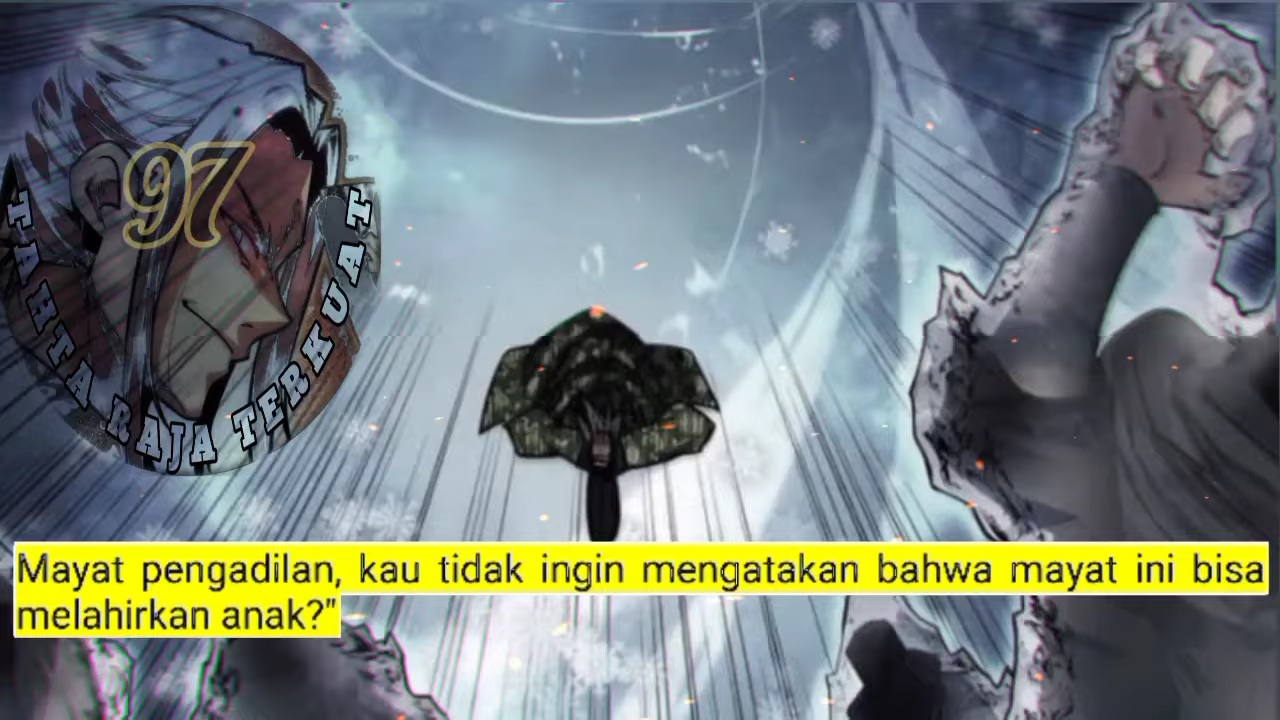 97
TAHTA RAJA TERKUAT
Mayat pengadilan, kau tidak ingin mengatakan bahwa mayat ini bisa
melahirkan anak?"